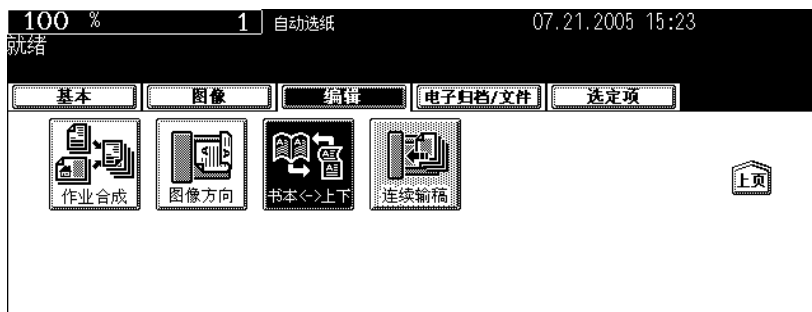 100 % 1 自动选纸 07.21.2005 15:23
就绪
基本 图像 编辑 电子归档/文件 选定项
作业合成 图像方向 书本<->上下 连续输稿
上页